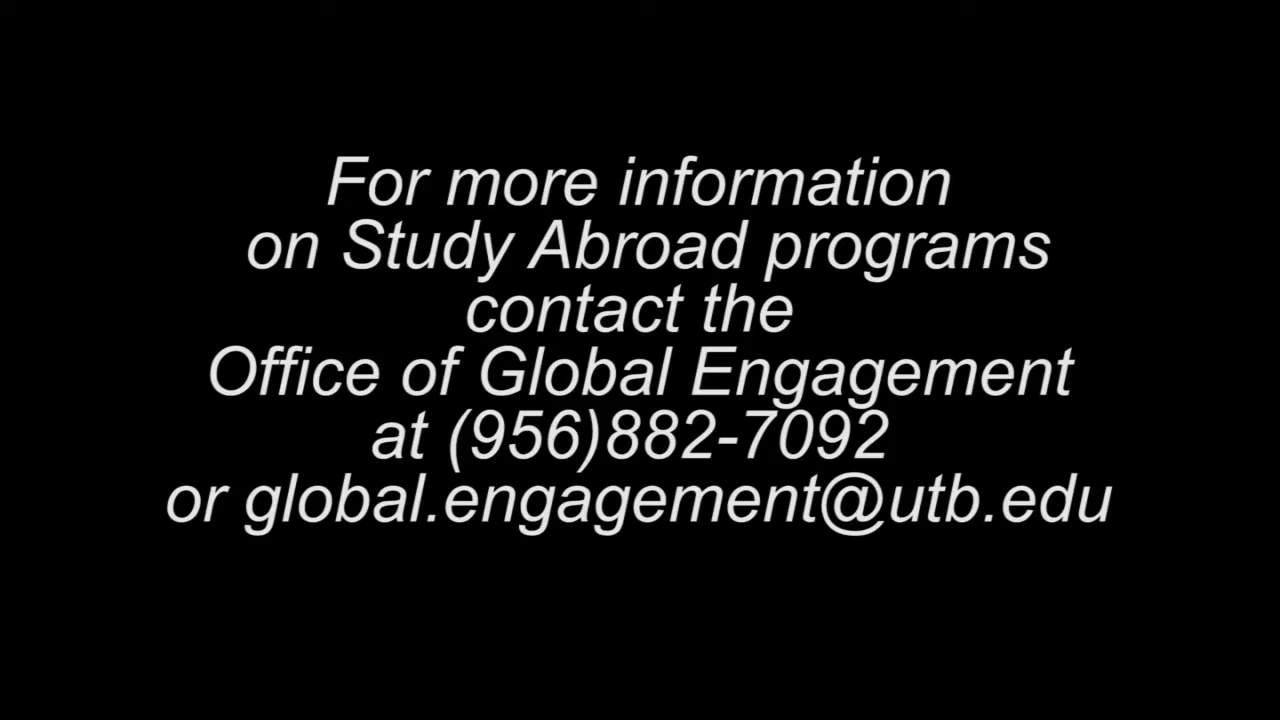 For more information
on Study Abroad programs
contact the
Office of Global Engagement
at (956)882-7092
or global.engagement@utb.edu